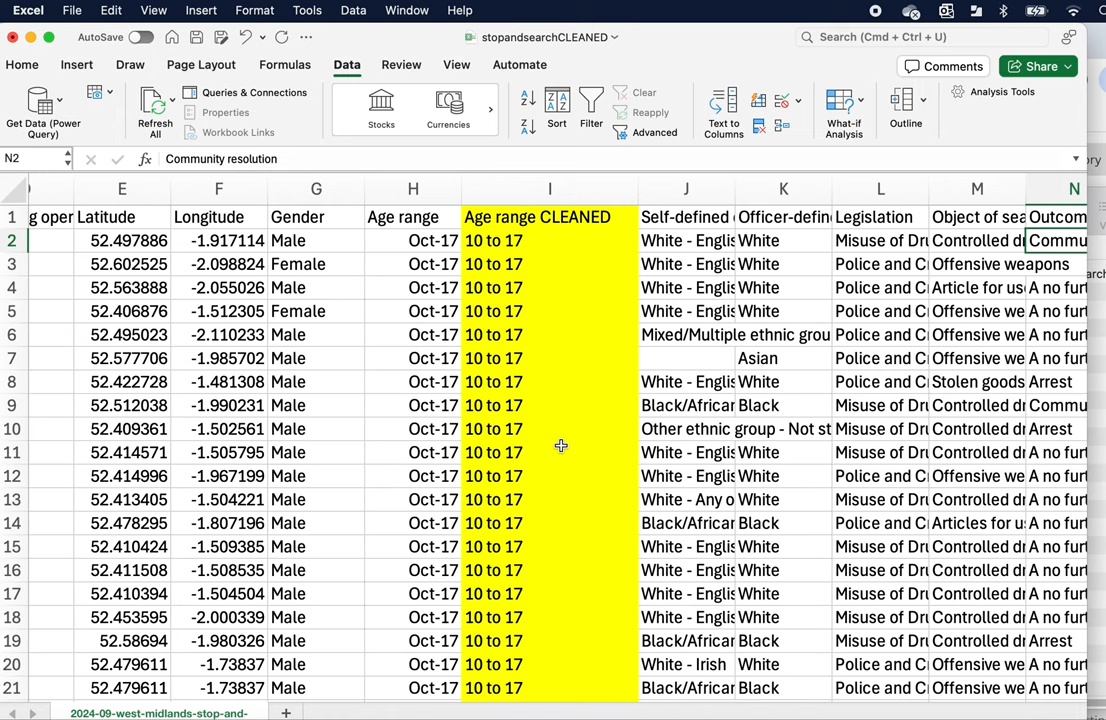 Excel File Edit View Insert Format Tools Data Window Help
AutoSave stopandsearchCLEANED Search (Cmd + Ctrl + U)
Home Insert Draw Page Layout Formulas Data Review View Automate Comments Share
Get Data (Power Query) Refresh All Queries & Connections Properties Workbook Links Stocks Currencies Sort Filter Clear Reapply Advanced Text to Columns What-if Analysis Outline Analysis Tools
N2 fx Community resolution
E F G H I J K L M N
1 g oper Latitude Longitude Gender Age range Age range CLEANED Self-defined Officer-defin Legislation Object of sea Outcom
2 52.497886 -1.917114 Male Oct-17 10 to 17 White - Englis White Misuse of Dru Controlled dr Commu
3 52.602525 -2.098824 Female Oct-17 10 to 17 White - Englis White Police and Cr Offensive weapons
4 52.563888 -2.055026 Male Oct-17 10 to 17 White - Englis White Police and Cr Article for use A no furt
5 52.406876 -1.512305 Female Oct-17 10 to 17 White - Englis White Police and Cr Offensive we A no furt
6 52.495023 -2.110233 Male Oct-17 10 to 17 Mixed/Multiple ethnic grou Police and Cr Offensive we A no furt
7 52.577706 -1.985702 Male Oct-17 10 to 17 Asian Police and Cr Offensive we A no furt
8 52.422728 -1.481308 Male Oct-17 10 to 17 White - Englis White Police and Cr Stolen goods Arrest
9 52.512038 -1.990231 Male Oct-17 10 to 17 Black/Africar Black Misuse of Dru Controlled dr Commu
10 52.409361 -1.502561 Male Oct-17 10 to 17 Other ethnic group - Not st Misuse of Dru Controlled dr Arrest
11 52.414571 -1.505795 Male Oct-17 10 to 17 White - Englis White Misuse of Dru Controlled dr A no furt
12 52.414996 -1.967199 Male Oct-17 10 to 17 White - Englis White Police and Cr Offensive we A no furt
13 52.413405 -1.504221 Male Oct-17 10 to 17 White - Any o White Misuse of Dru Controlled dr A no furt
14 52.478295 -1.807196 Male Oct-17 10 to 17 Black/Africar Black Police and Cr Articles for us A no furt
15 52.410424 -1.509385 Male Oct-17 10 to 17 White - Englis White Misuse of Dru Controlled dr A no furt
16 52.411508 -1.508535 Male Oct-17 10 to 17 White - Englis White Misuse of Dru Controlled dr A no furt
17 52.410394 -1.504504 Male Oct-17 10 to 17 White - Englis White Misuse of Dru Controlled dr A no furt
18 52.453595 -2.000339 Male Oct-17 10 to 17 White - Englis White Misuse of Dru Controlled dr A no furt
19 52.58694 -1.980326 Male Oct-17 10 to 17 Black/Africar Black Misuse of Dru Controlled dr Arrest
20 52.479611 -1.73837 Male Oct-17 10 to 17 White - Irish White Police and Cr Offensive we A no furt
21 52.479611 -1.73837 Male Oct-17 10 to 17 Black/Africar Black Police and Cr Offensive we A no furt
2024-09-west-midlands-stop-and-